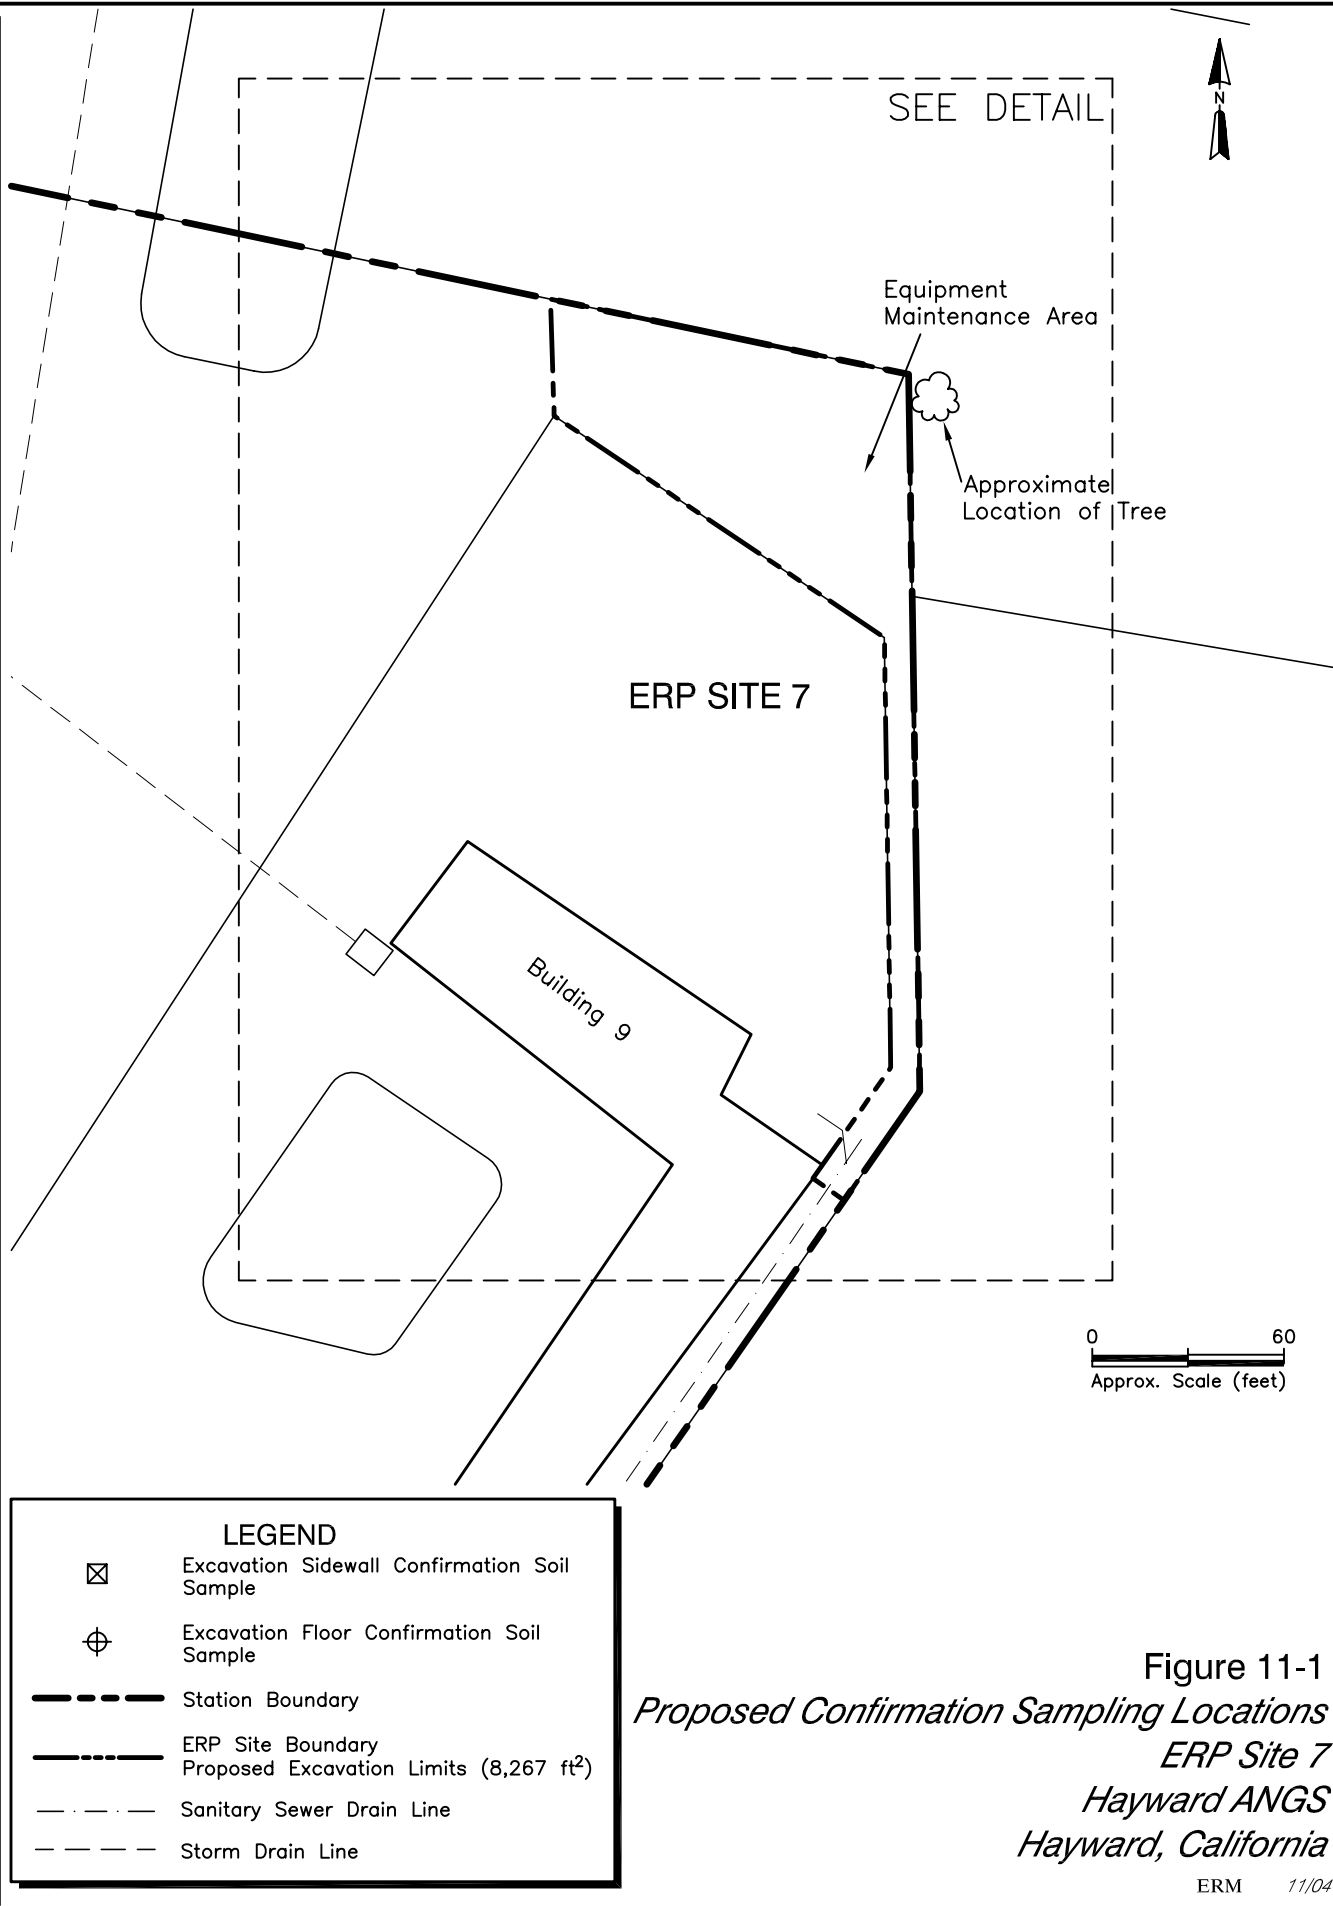 SEE DETAIL
N
Equipment
Maintenance Area
Approximate
Location of Tree
ERP SITE 7
Building 9
0 60
Approx. Scale (feet)
LEGEND
Excavation Sidewall Confirmation Soil
Sample
Excavation Floor Confirmation Soil
Sample
Station Boundary
ERP Site Boundary
Proposed Excavation Limits (8,267 ft²)
Sanitary Sewer Drain Line
Storm Drain Line
Figure 11-1
Proposed Confirmation Sampling Locations
ERP Site 7
Hayward ANGS
Hayward, California
ERM 11/04